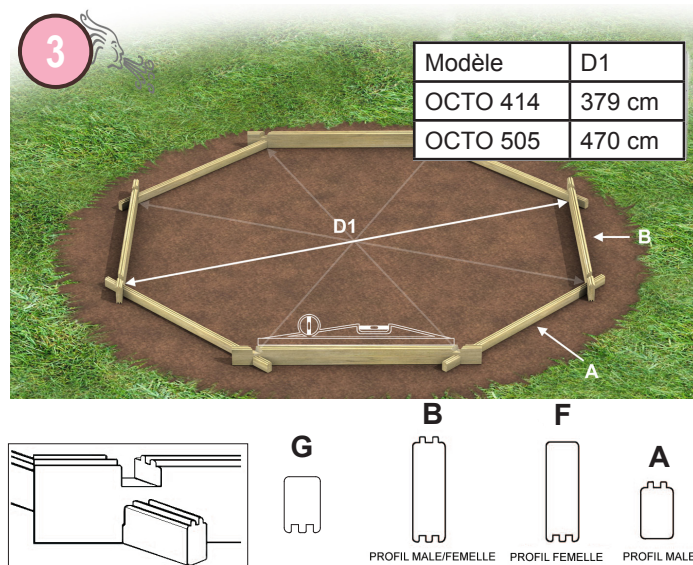 3
Modèle D1
OCTO 414 379 cm
OCTO 505 470 cm
D1
B
A
G
B
F
A
PROFIL MALE/FEMELLE
PROFIL FEMELLE
PROFIL MALE